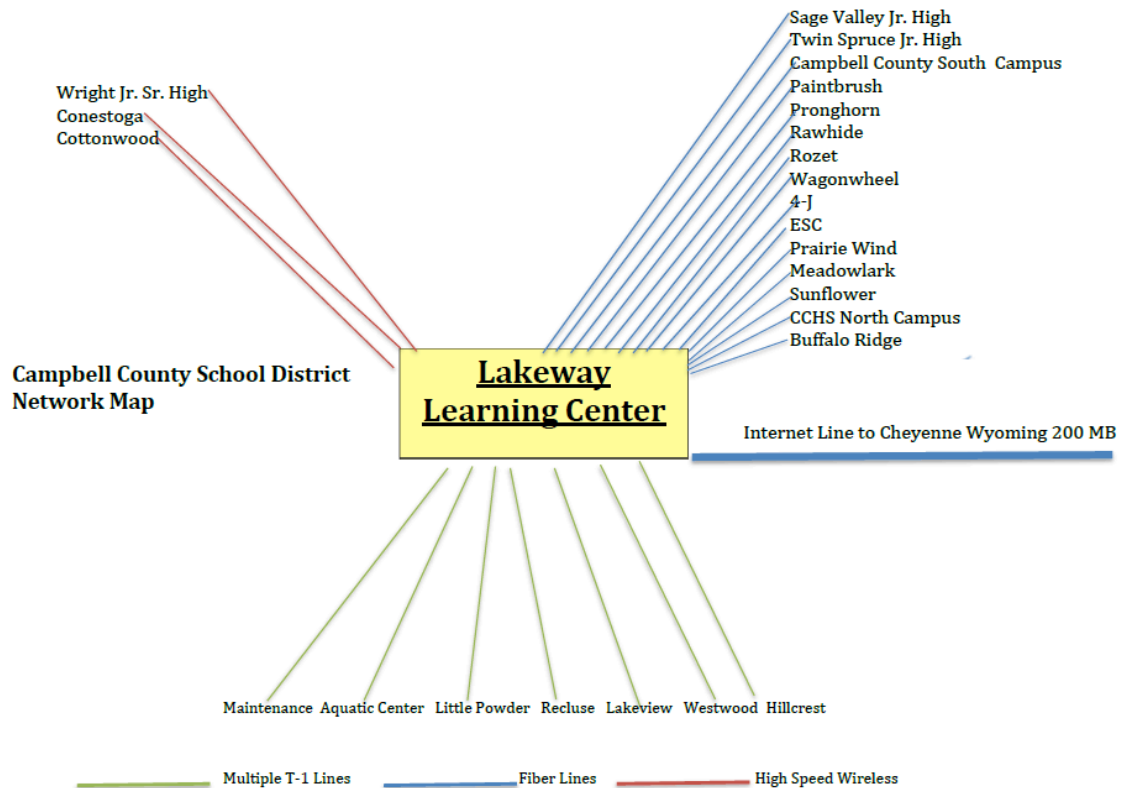 Sage Valley Jr. High
Twin Spruce Jr. High
Campbell County South Campus
Paintbrush
Pronghorn
Rawhide
Rozet
Wagonwheel
4-J
ESC
Prairie Wind
Meadowlark
Sunflower
CCHS North Campus
Buffalo Ridge
Wright Jr. Sr. High
Conestoga
Cottonwood
Campbell County School District
Network Map
Lakeway
Learning Center
Internet Line to Cheyenne Wyoming 200 MB
Maintenance Aquatic Center Little Powder Recluse Lakeview Westwood Hillcrest
Multiple T-1 Lines Fiber Lines High Speed Wireless